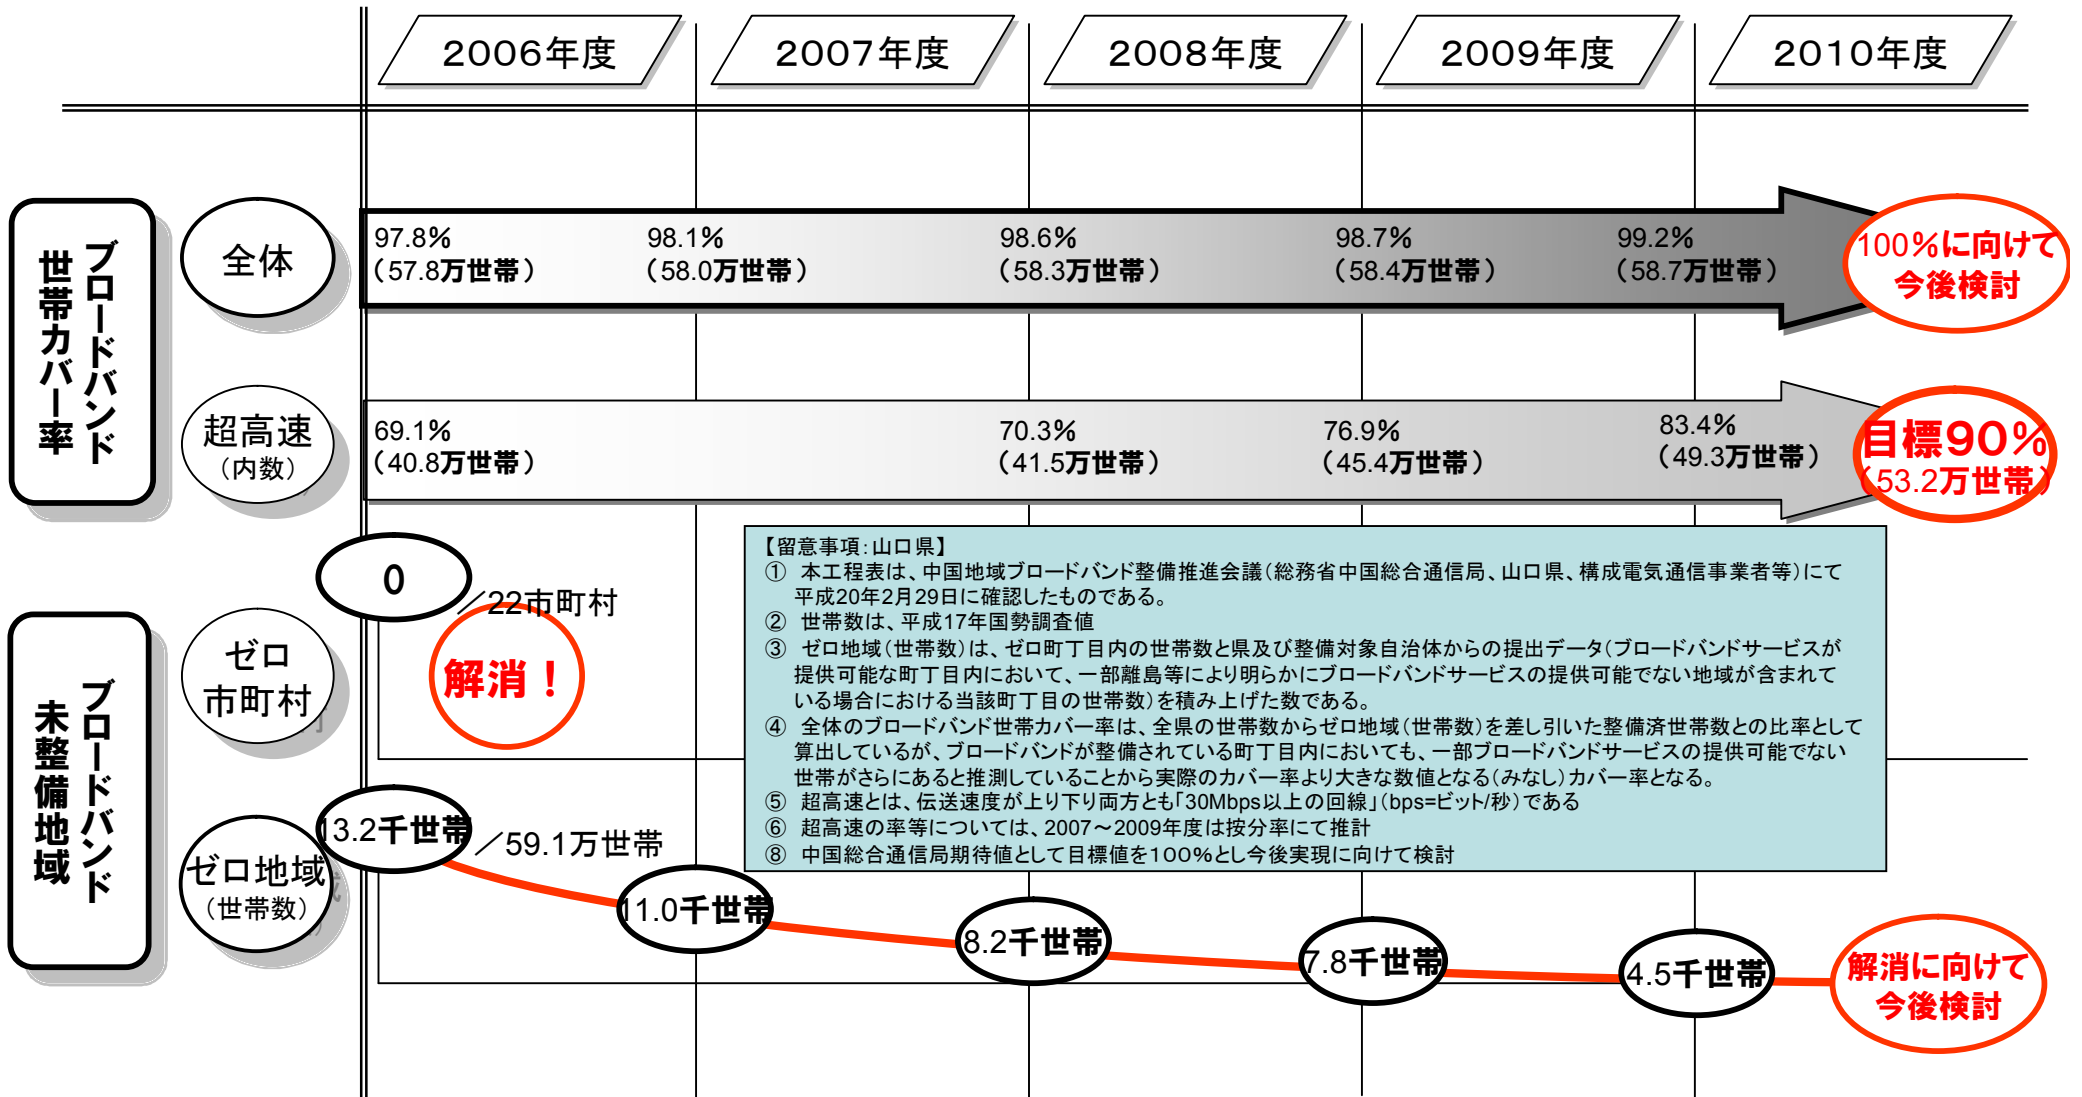 2006年度
2007年度
2008年度
2009年度
2010年度
ブロードバンド
世帯カバー率
全体
97.8%
(57.8万世帯)
98.1%
(58.0万世帯)
98.6%
(58.3万世帯)
98.7%
(58.4万世帯)
99.2%
(58.7万世帯)
100%に向けて
今後検討
超高速
(内数)
69.1%
(40.8万世帯)
70.3%
(41.5万世帯)
76.9%
(45.4万世帯)
83.4%
(49.3万世帯)
目標90%
(53.2万世帯)
ブロードバンド
未整備地域
ゼロ
市町村
0
/22市町村
解消!
【留意事項:山口県】
① 本工程表は、中国地域ブロードバンド整備推進会議(総務省中国総合通信局、山口県、構成電気通信事業者等)にて
平成20年2月29日に確認したものである。
② 世帯数は、平成17年国勢調査値
③ ゼロ地域(世帯数)は、ゼロ町丁目内の世帯数と県及び整備対象自治体からの提出データ(ブロードバンドサービスが
提供可能な町丁目内において、一部離島等により明らかにブロードバンドサービスの提供可能でない地域が含まれて
いる場合における当該町丁目の世帯数)を積み上げた数である。
④ 全体のブロードバンド世帯カバー率は、全県の世帯数からゼロ地域(世帯数)を差し引いた整備済世帯数との比率として
算出しているが、ブロードバンドが整備されている町丁目内においても、一部ブロードバンドサービスの提供可能でない
世帯がさらにあると推測していることから実際のカバー率より大きな数値となる(みなし)カバー率となる。
⑤ 超高速とは、伝送速度が上り下り両方とも「30Mbps以上の回線」(bps=ビット/秒)である
⑥ 超高速の率等については、2007~2009年度は按分率にて推計
⑧ 中国総合通信局期待値として目標値を100%とし今後実現に向けて検討
ゼロ地域
(世帯数)
13.2千世帯
/59.1万世帯
11.0千世帯
8.2千世帯
7.8千世帯
4.5千世帯
解消に向けて
今後検討